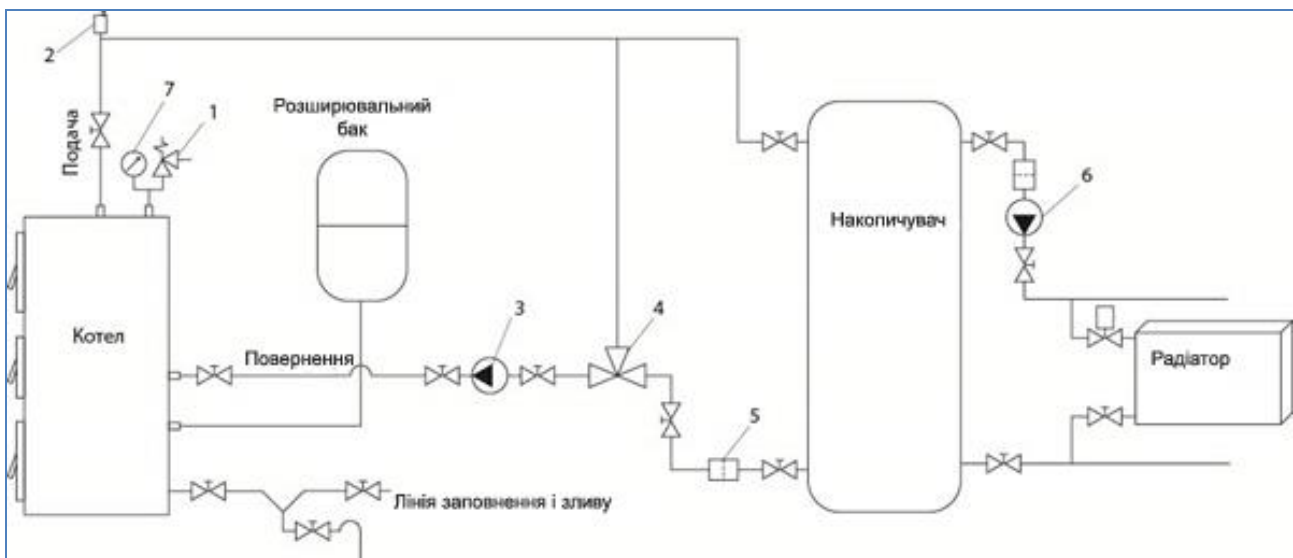 2
7
1
Подача
Розширювальний
бак
Накопичувач
6
Котел
3
4
Повернення
Радіатор
5
Лінія заповнення і зливу